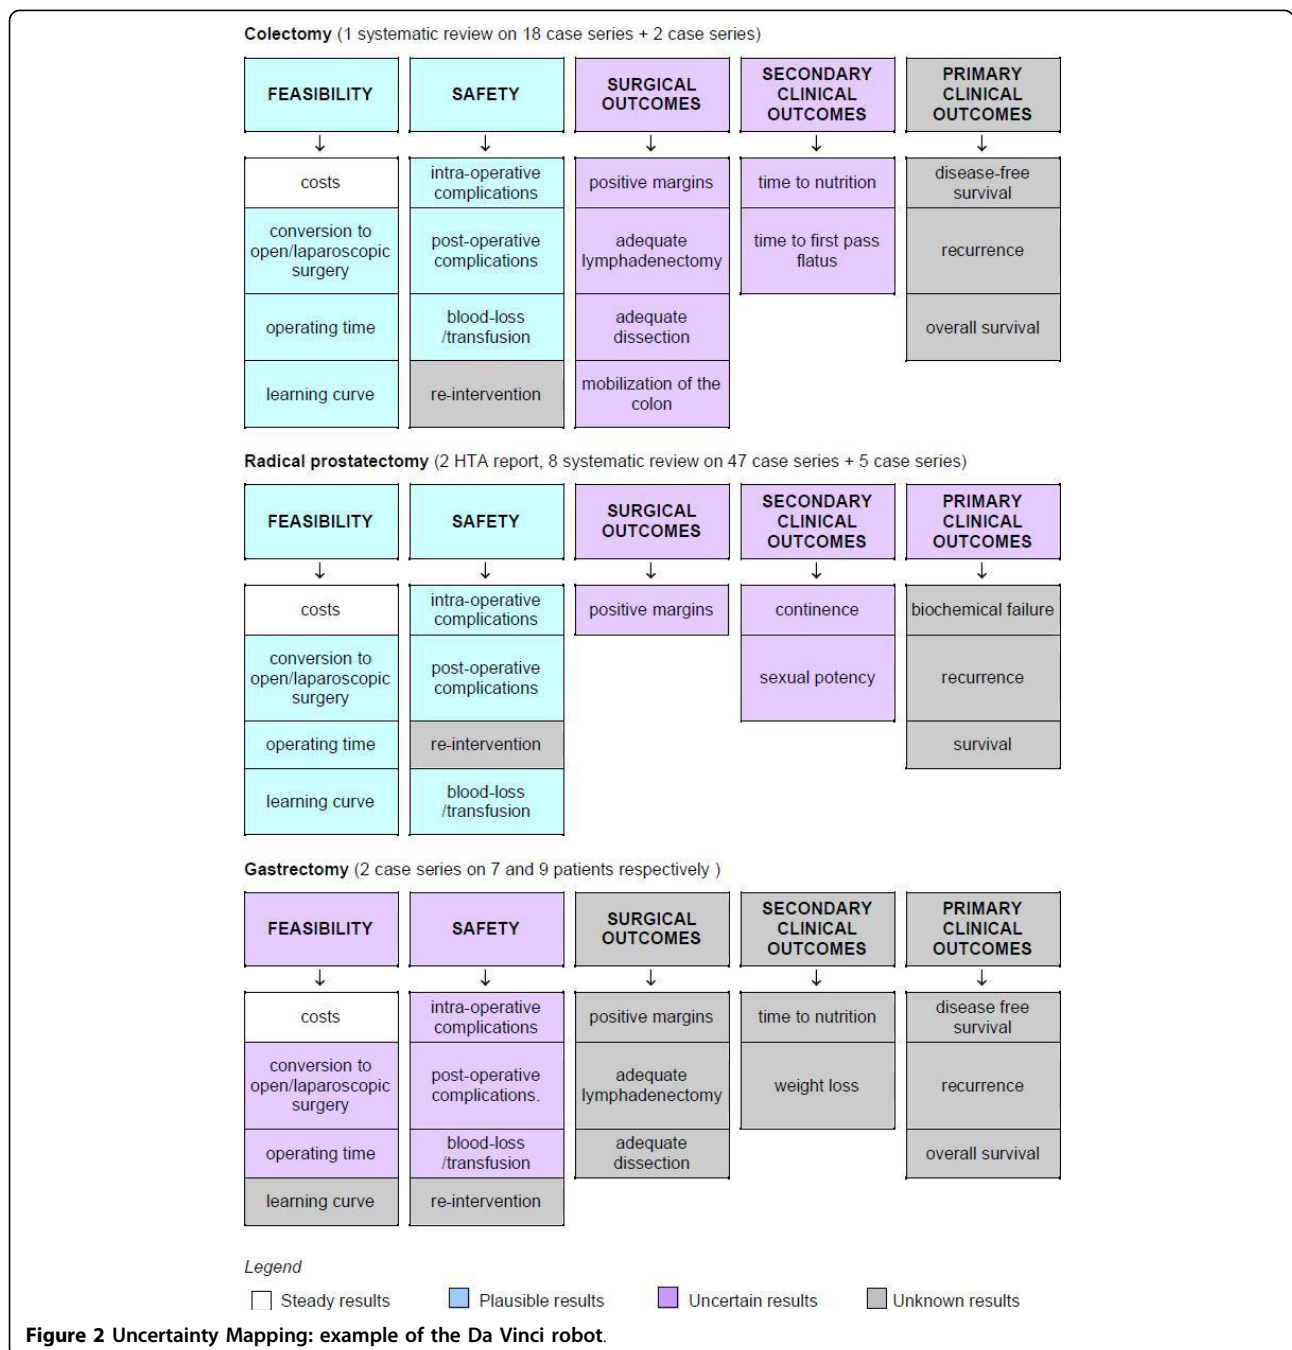 Colectomy (1 systematic review on 18 case series + 2 case series)
FEASIBILITY
SAFETY
SURGICAL
OUTCOMES
SECONDARY
CLINICAL
OUTCOMES
PRIMARY
CLINICAL
OUTCOMES
↓ ↓ ↓ ↓ ↓
costs
conversion to
open/laparoscopic
surgery
operating time
learning curve
intra-operative
complications
post-operative
complications
blood-loss
/transfusion
re-intervention
positive margins
adequate
lymphadenectomy
adequate
dissection
mobilization of the
colon
time to nutrition
time to first pass
flatus
disease-free
survival
recurrence
overall survival
Radical prostatectomy (2 HTA report, 8 systematic review on 47 case series + 5 case series)
FEASIBILITY
SAFETY
SURGICAL
OUTCOMES
SECONDARY
CLINICAL
OUTCOMES
PRIMARY
CLINICAL
OUTCOMES
↓ ↓ ↓ ↓ ↓
costs
conversion to
open/laparoscopic
surgery
operating time
learning curve
intra-operative
complications
post-operative
complications
re-intervention
blood-loss
/transfusion
positive margins
continence
sexual potency
biochemical failure
recurrence
survival
Gastrectomy (2 case series on 7 and 9 patients respectively )
FEASIBILITY
SAFETY
SURGICAL
OUTCOMES
SECONDARY
CLINICAL
OUTCOMES
PRIMARY
CLINICAL
OUTCOMES
↓ ↓ ↓ ↓ ↓
costs
conversion to
open/laparoscopic
surgery
operating time
learning curve
intra-operative
complications
post-operative
complications.
blood-loss
/transfusion
re-intervention
positive margins
adequate
lymphadenectomy
adequate
dissection
time to nutrition
weight loss
disease free
survival
recurrence
overall survival
Legend
Steady results
Plausible results
Uncertain results
Unknown results
Figure 2 Uncertainty Mapping: example of the Da Vinci robot.